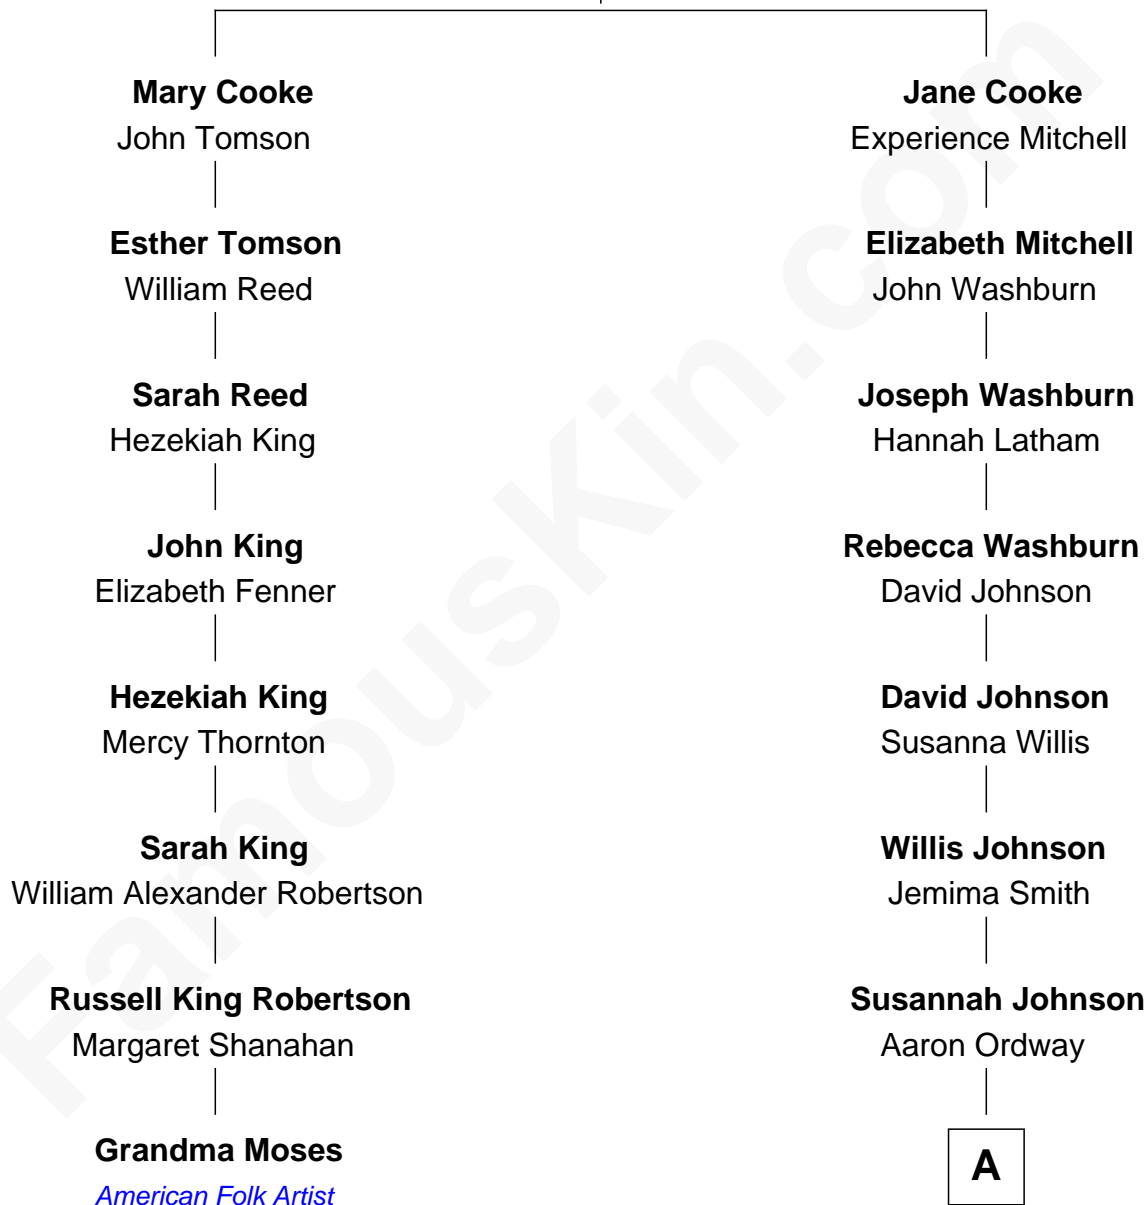 Mary Cooke
John Tomson
Esther Tomson
William Reed
Sarah Reed
Hezekiah King
John King
Elizabeth Fenner
Hezekiah King
Mercy Thornton
Sarah King
William Alexander Robertson
Russell King Robertson
Margaret Shanahan
Grandma Moses
American Folk Artist
Jane Cooke
Experience Mitchell
Elizabeth Mitchell
John Washburn
Joseph Washburn
Hannah Latham
Rebecca Washburn
David Johnson
David Johnson
Susanna Willis
Willis Johnson
Jemima Smith
Susannah Johnson
Aaron Ordway
A
FamousKin.com